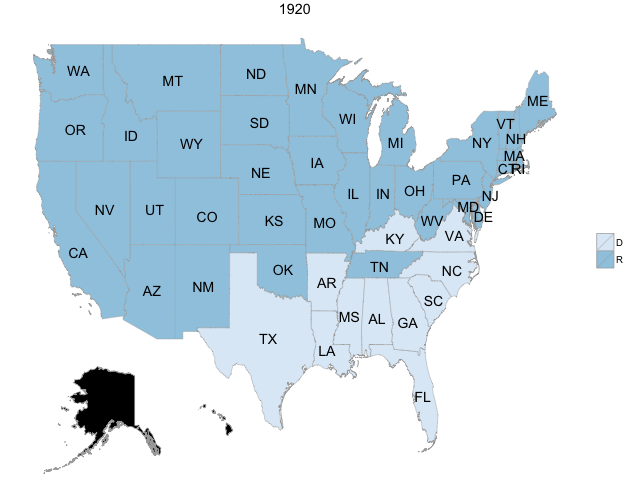 1920
WA
MT
ND
MN
OR
ID
WY
SD
WI
MI
ME
VT
NH
NY
MA
CT
RI
NE
IA
PA
NJ
NV
UT
CO
IL
IN
OH
MD
DE
WV
VA
CA
KS
MO
KY
D
R
AZ
NM
OK
TN
NC
AR
SC
TX
MS
AL
GA
LA
FL